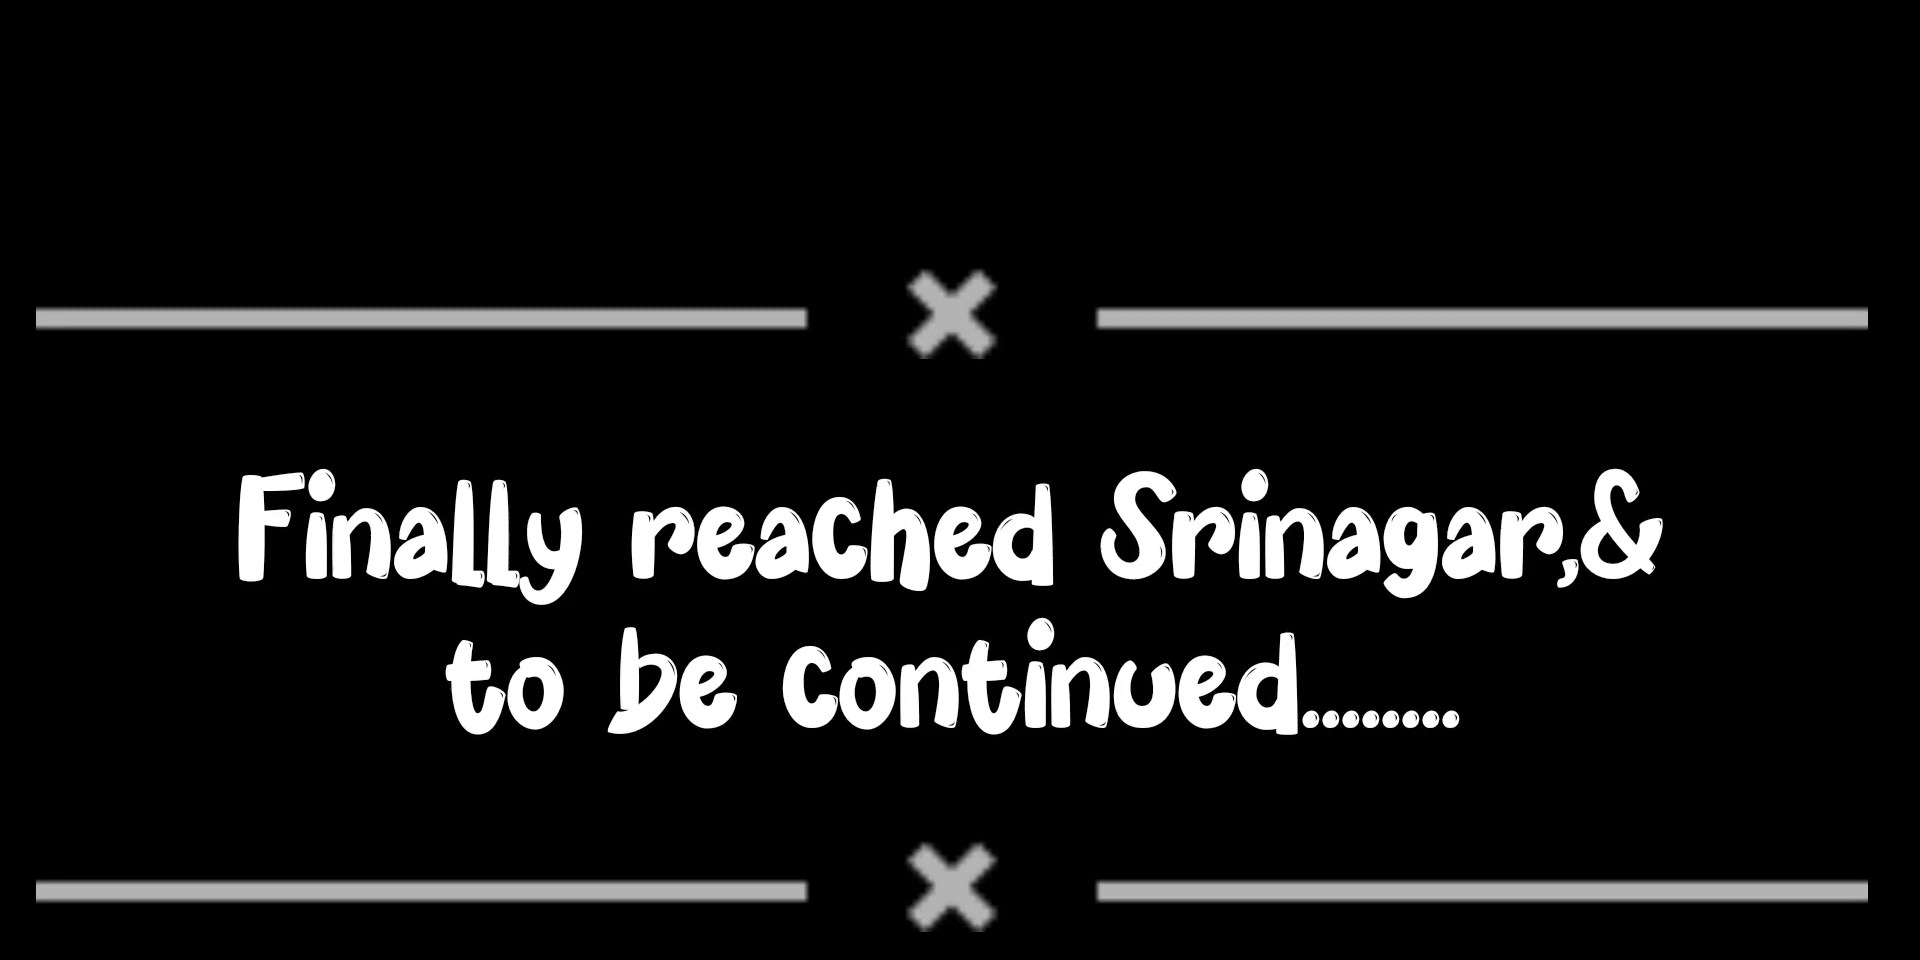 Finally reached Srinagar,&
to be continued........